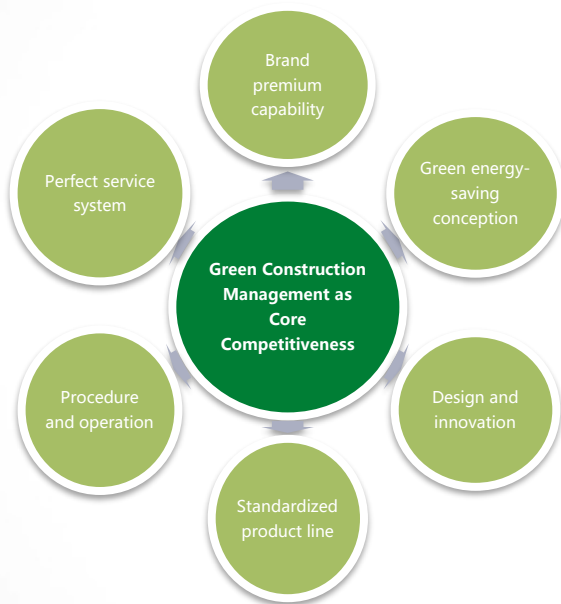 Brand
premium
capability
Green energy-
saving
conception
Design and
innovation
Standardized
product line
Procedure
and operation
Perfect service
system
Green Construction
Management as
Core
Competitiveness